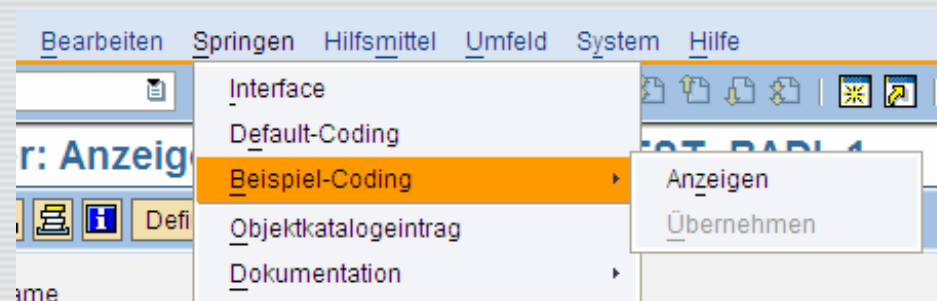 Bearbeiten Springen Hilfsmittel Umfeld System Hilfe
Interface
Default-Coding
r: Anzeig
Beispiel-Coding
Anzeigen
Defi
Objektkatalogeintrag
Übernehmen
Dokumentation
ame